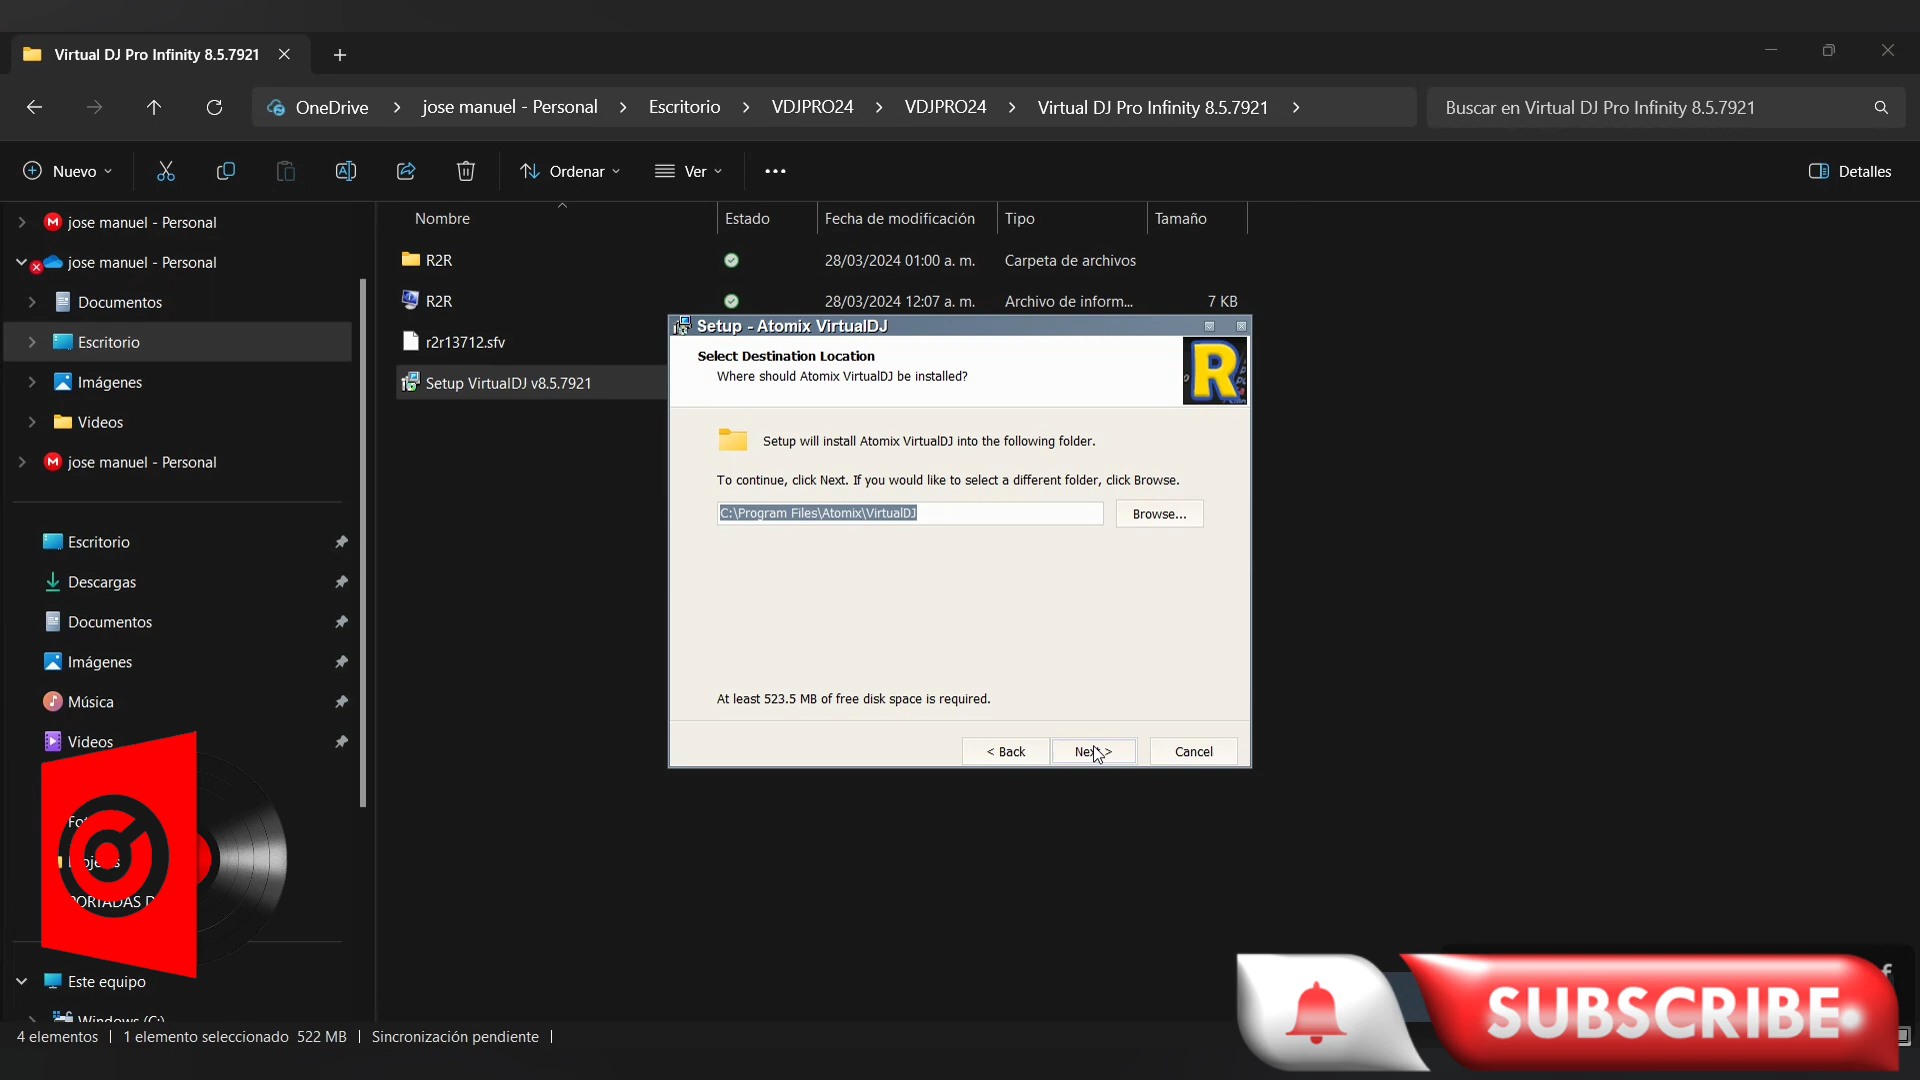 Virtual DJ Pro Infinity 8.5.7921
OneDrive > jose manuel - Personal > Escritorio > VDJPRO24 > VDJPRO24 > Virtual DJ Pro Infinity 8.5.7921 >
Buscar en Virtual DJ Pro Infinity 8.5.7921
Nuevo
Ordenar
Ver
Detalles
jose manuel - Personal
jose manuel - Personal
Documentos
Escritorio
Imágenes
Videos
jose manuel - Personal
Escritorio
Descargas
Documentos
Imágenes
Música
Videos
PORTADAS
Este equipo
Windows (C:)
Nombre Estado Fecha de modificación Tipo Tamaño
R2R 28/03/2024 01:00 a. m. Carpeta de archivos
R2R 28/03/2024 12:07 a. m. Archivo de inform... 7 KB
r2r13712.sfv
Setup VirtualDJ v8.5.7921
Setup - Atomix VirtualDJ
Select Destination Location
Where should Atomix VirtualDJ be installed?
R
Setup will install Atomix VirtualDJ into the following folder.
To continue, click Next. If you would like to select a different folder, click Browse.
C:\Program Files\Atomix\VirtualDJ
Browse...
At least 523.5 MB of free disk space is required.
< Back
Next >
Cancel
SUBSCRIBE
4 elementos | 1 elemento seleccionado 522 MB | Sincronización pendiente |